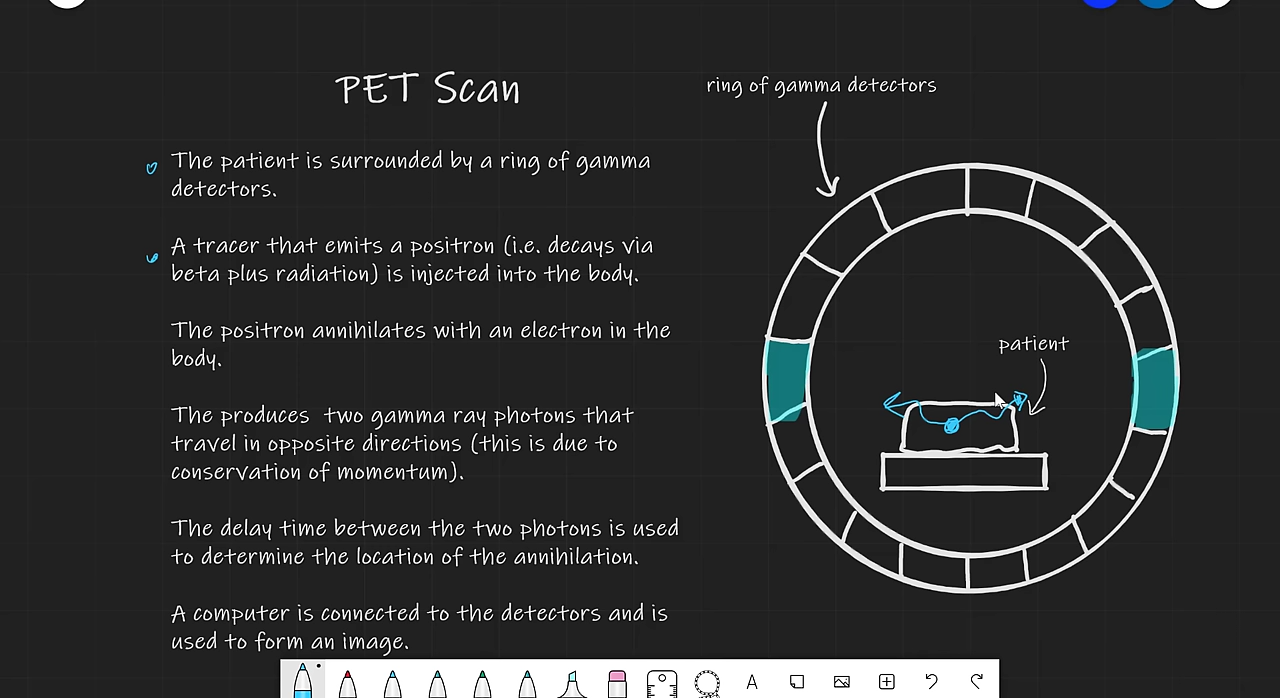 PET Scan
ring of gamma detectors
The patient is surrounded by a ring of gamma
detectors.
A tracer that emits a positron (i.e. decays via
beta plus radiation) is injected into the body.
The positron annihilates with an electron in the
body.
patient
The produces two gamma ray photons that
travel in opposite directions (this is due to
conservation of momentum).
The delay time between the two photons is used
to determine the location of the annihilation.
A computer is connected to the detectors and is
used to form an image.
A